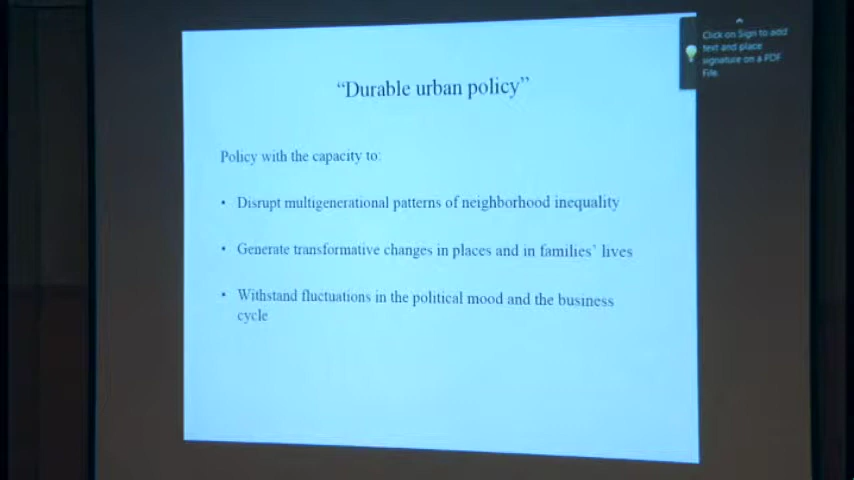 “Durable urban policy”
Policy with the capacity to:
• Disrupt multigenerational patterns of neighborhood inequality
• Generate transformative changes in places and in families’ lives
• Withstand fluctuations in the political mood and the business
cycle
Click on Sign to add
text and place
signature on a PDF
File.